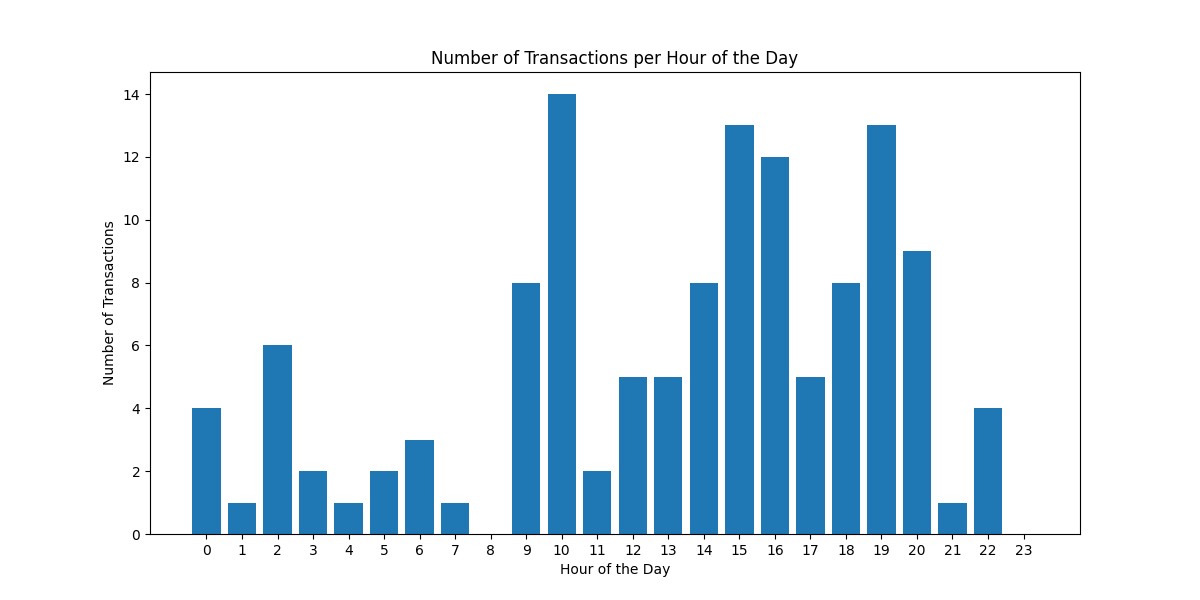 Number of Transactions per Hour of the Day
Number of Transactions
14
12
10
8
6
4
2
0
0 1 2 3 4 5 6 7 8 9 10 11 12 13 14 15 16 17 18 19 20 21 22 23
Hour of the Day